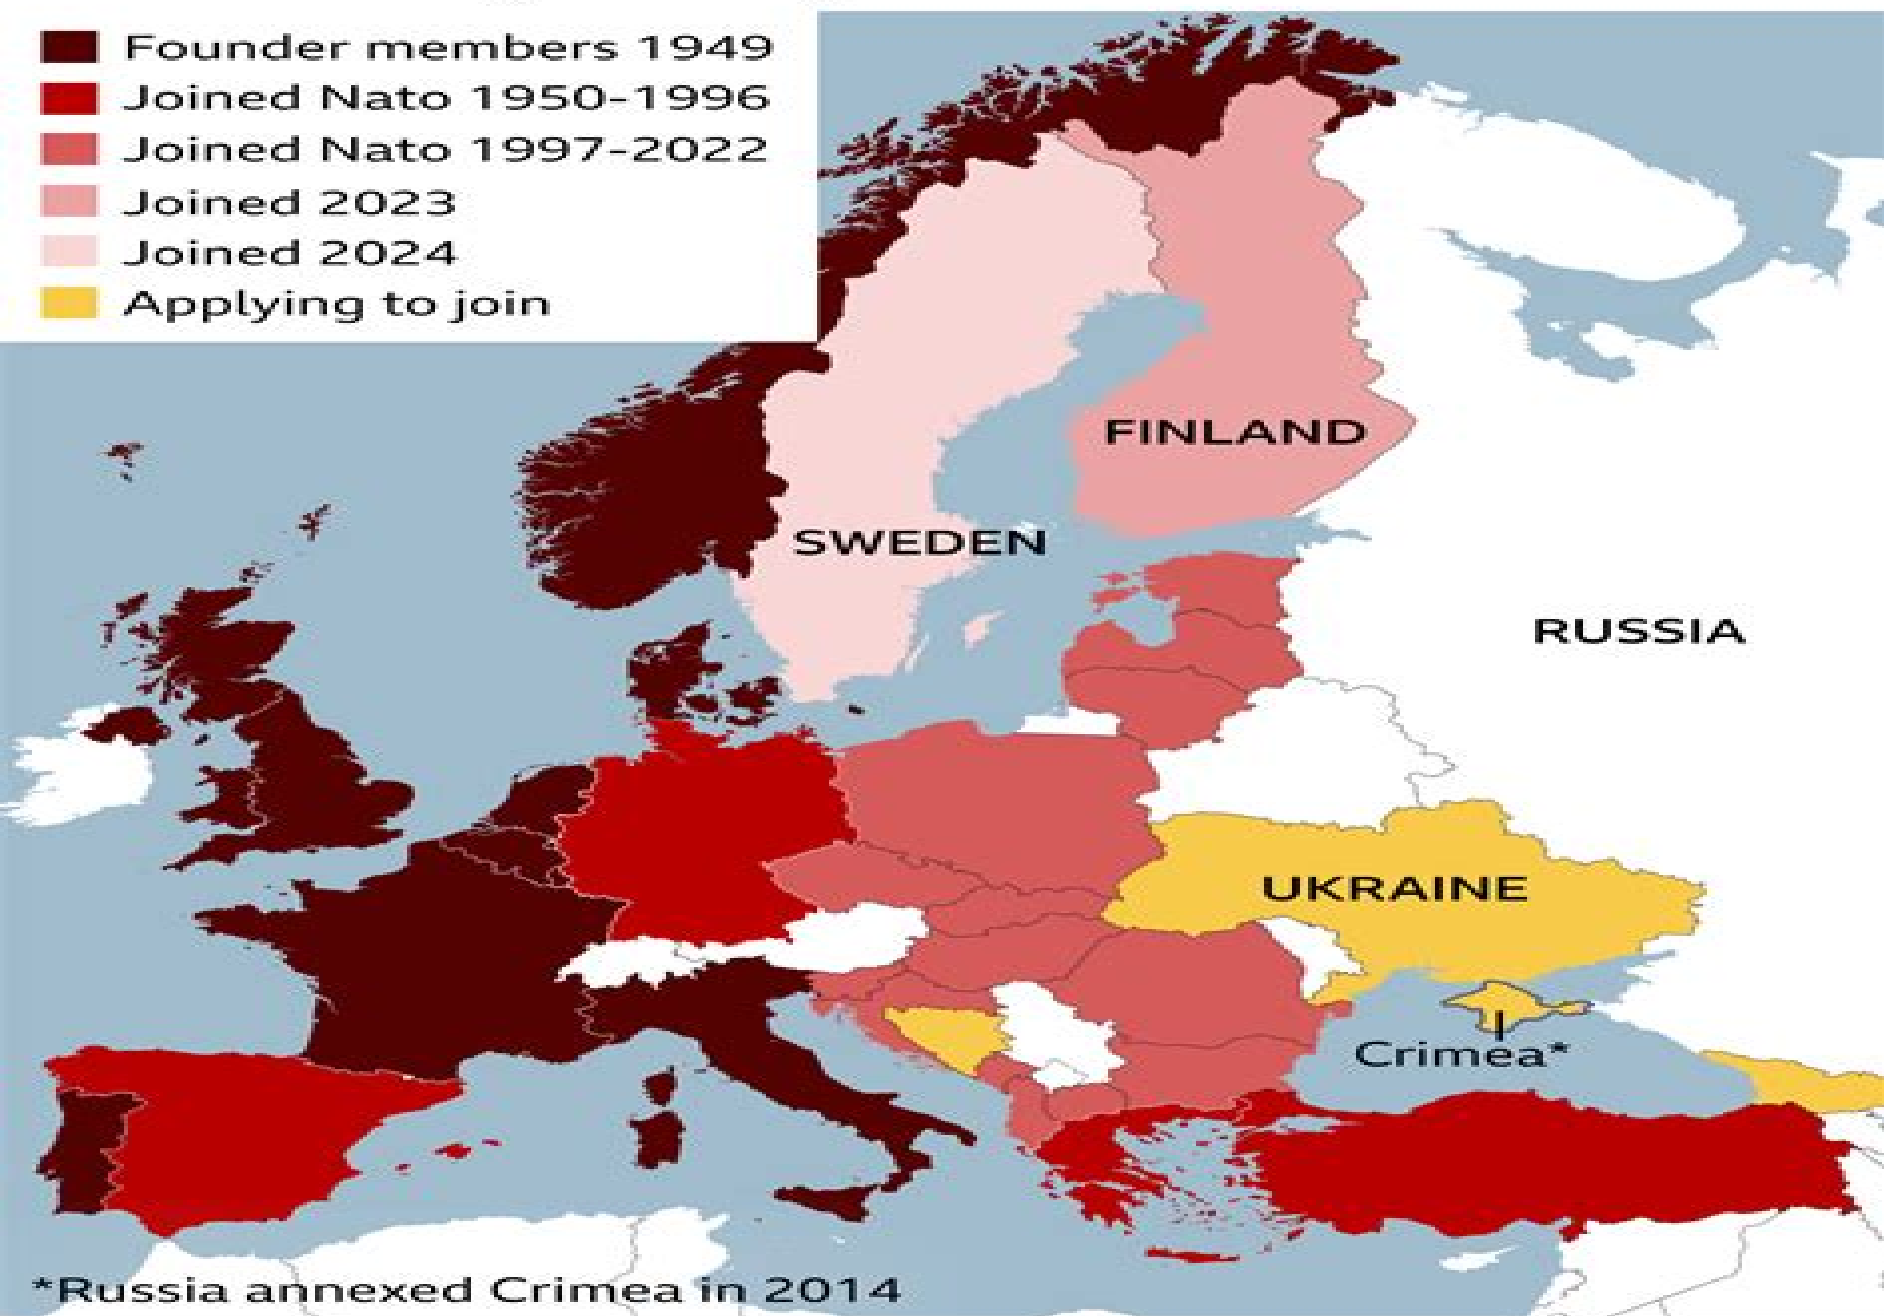 Founder members 1949
Joined Nato 1950-1996
Joined Nato 1997-2022
Joined 2023
Joined 2024
Applying to join
FINLAND
SWEDEN
RUSSIA
UKRAINE
Crimea*
*Russia annexed Crimea in 2014